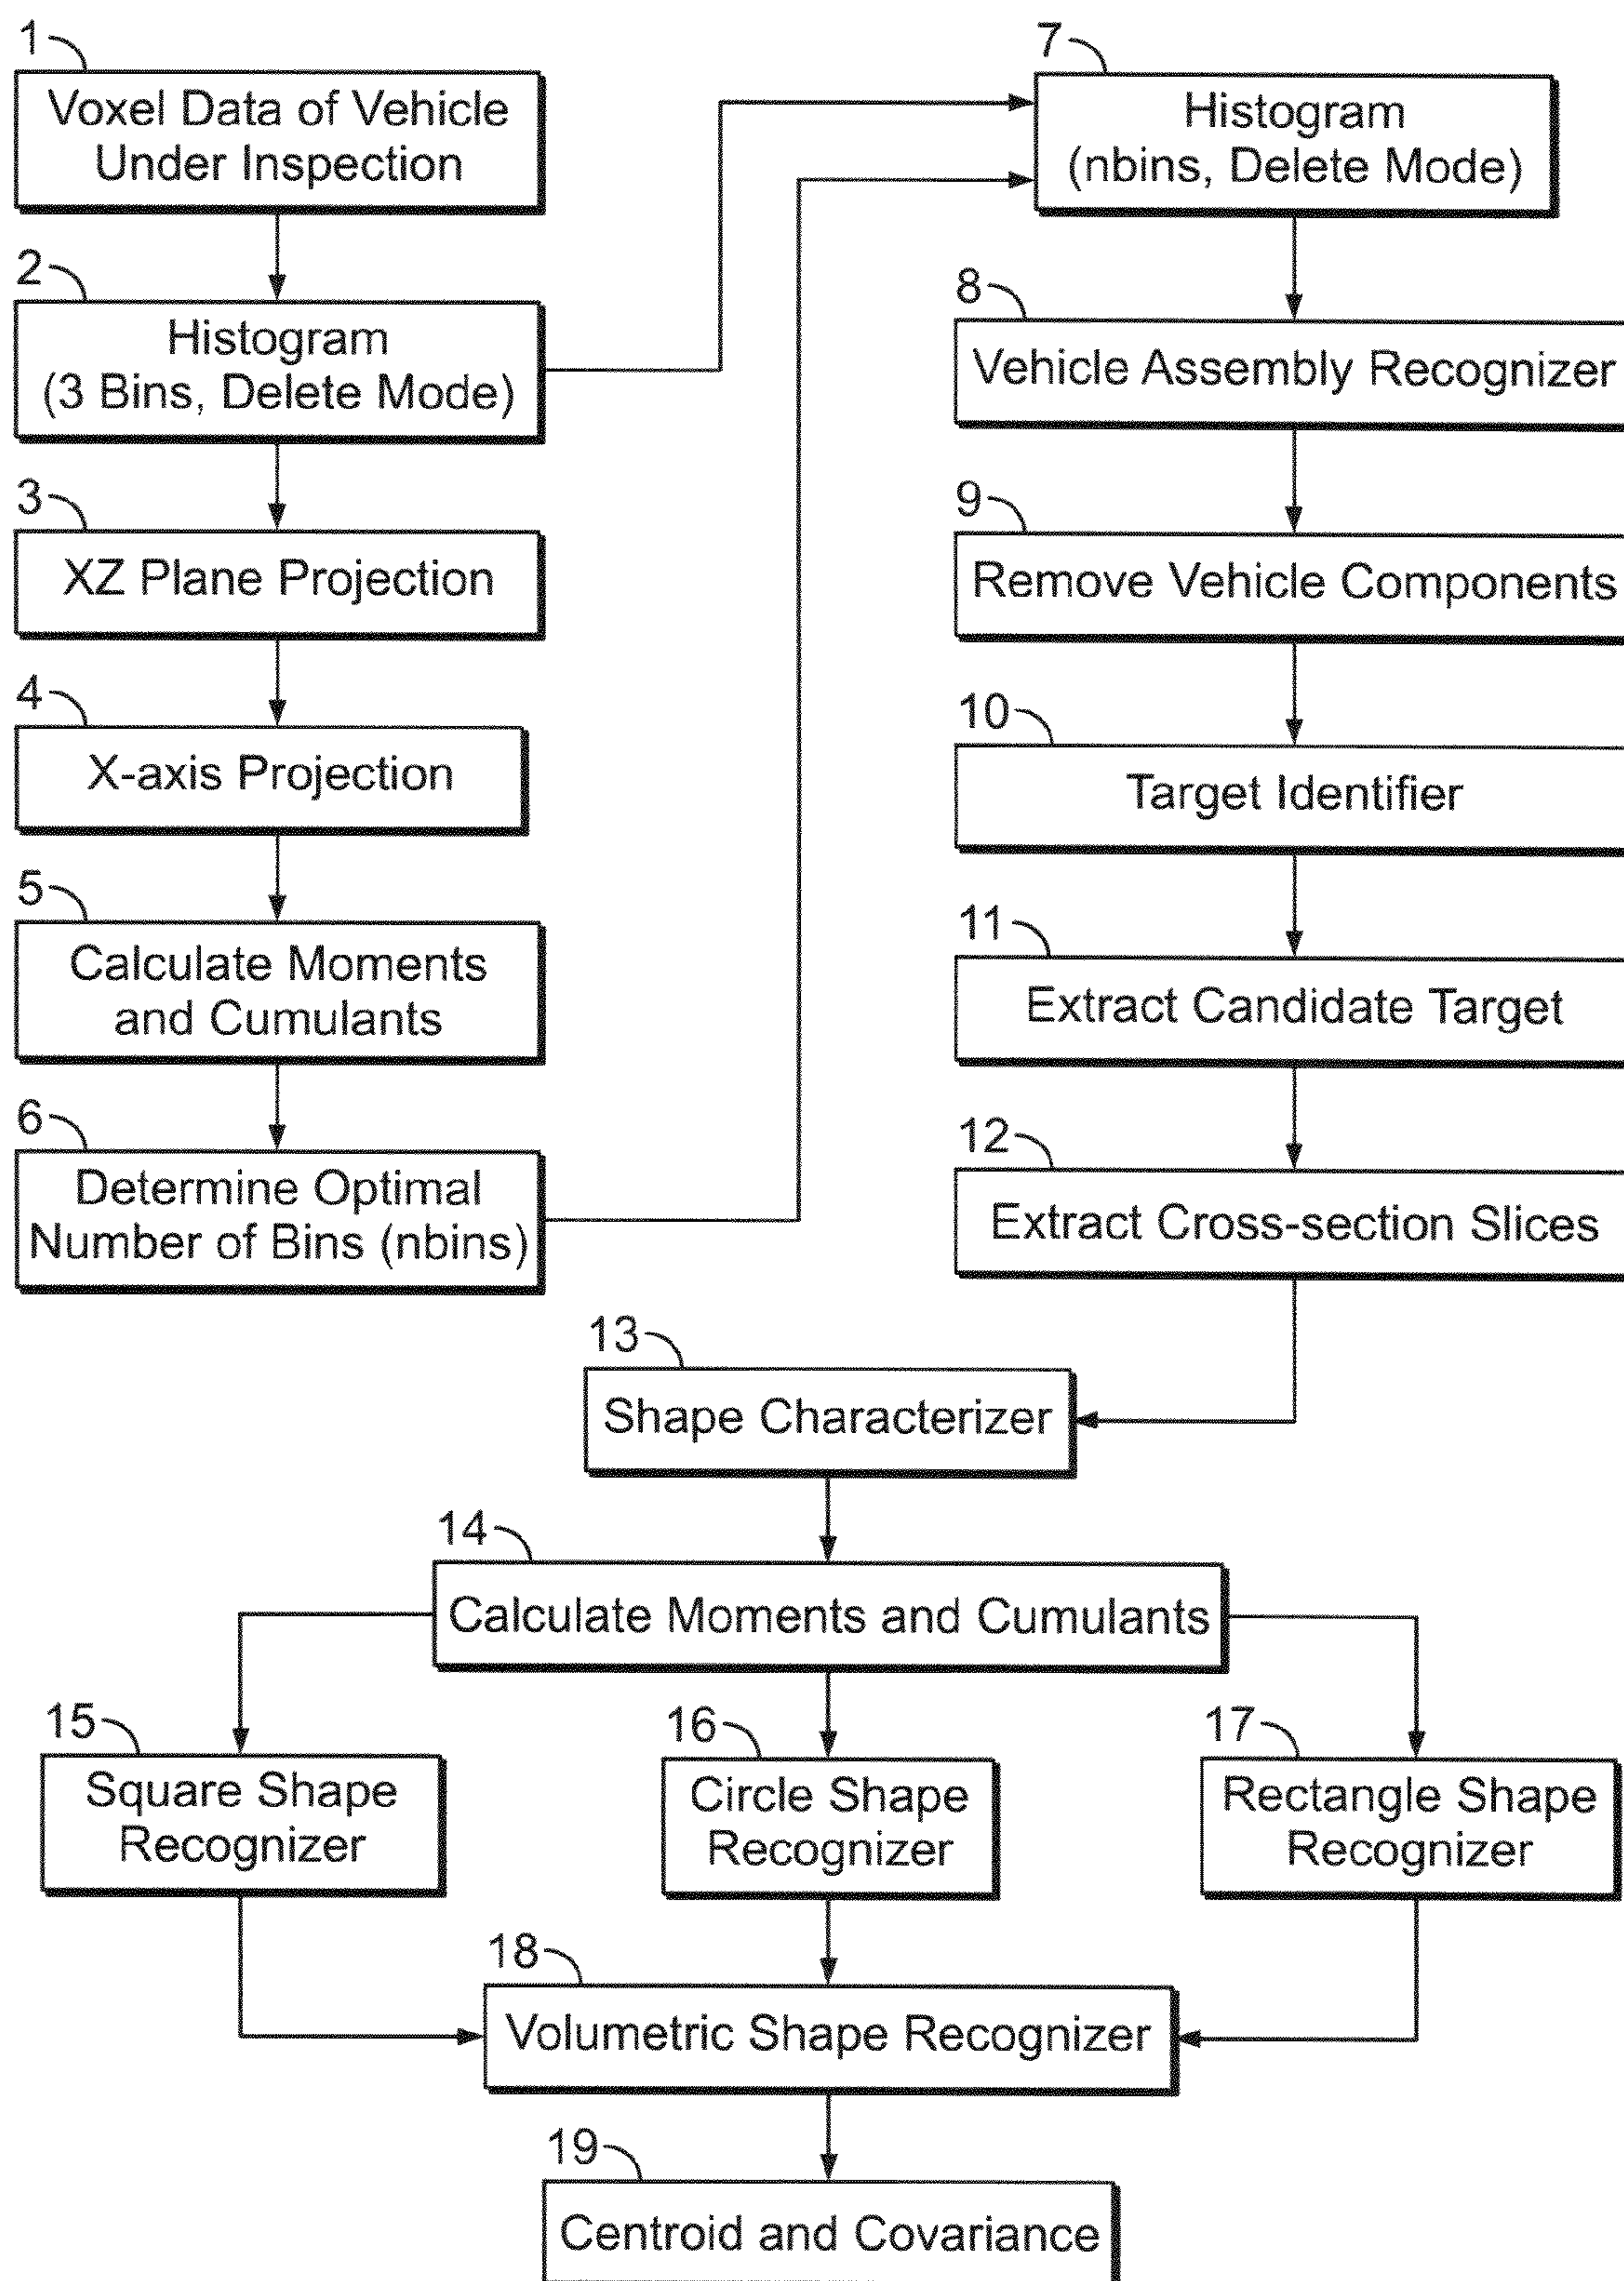 1
Voxel Data of Vehicle
Under Inspection
2
Histogram
(3 Bins, Delete Mode)
3
XZ Plane Projection
4
X-axis Projection
5
Calculate Moments
and Cumulants
6
Determine Optimal
Number of Bins (nbins)
7
Histogram
(nbins, Delete Mode)
8
Vehicle Assembly Recognizer
9
Remove Vehicle Components
10
Target Identifier
11
Extract Candidate Target
12
Extract Cross-section Slices
13
Shape Characterizer
14
Calculate Moments and Cumulants
15
Square Shape
Recognizer
16
Circle Shape
Recognizer
17
Rectangle Shape
Recognizer
18
Volumetric Shape Recognizer
19
Centroid and Covariance